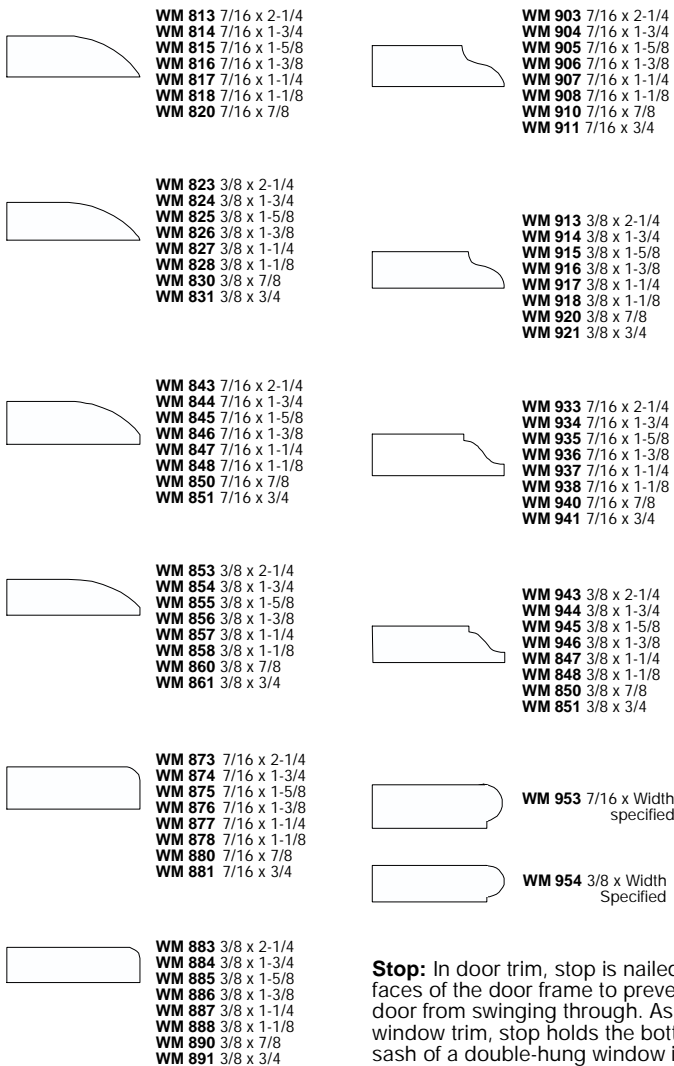 WM 813 7/16 x 2-1/4
WM 814 7/16 x 1-3/4
WM 815 7/16 x 1-5/8
WM 816 7/16 x 1-3/8
WM 817 7/16 x 1-1/4
WM 818 7/16 x 1-1/8
WM 820 7/16 x 7/8
WM 823 3/8 x 2-1/4
WM 824 3/8 x 1-3/4
WM 825 3/8 x 1-5/8
WM 826 3/8 x 1-3/8
WM 827 3/8 x 1-1/4
WM 828 3/8 x 1-1/8
WM 830 3/8 x 7/8
WM 831 3/8 x 3/4
WM 843 7/16 x 2-1/4
WM 844 7/16 x 1-3/4
WM 845 7/16 x 1-5/8
WM 846 7/16 x 1-3/8
WM 847 7/16 x 1-1/4
WM 848 7/16 x 1-1/8
WM 850 7/16 x 7/8
WM 851 7/16 x 3/4
WM 853 3/8 x 2-1/4
WM 854 3/8 x 1-3/4
WM 855 3/8 x 1-5/8
WM 856 3/8 x 1-3/8
WM 857 3/8 x 1-1/4
WM 858 3/8 x 1-1/8
WM 860 3/8 x 7/8
WM 861 3/8 x 3/4
WM 873 7/16 x 2-1/4
WM 874 7/16 x 1-3/4
WM 875 7/16 x 1-5/8
WM 876 7/16 x 1-3/8
WM 877 7/16 x 1-1/4
WM 878 7/16 x 1-1/8
WM 880 7/16 x 7/8
WM 881 7/16 x 3/4
WM 883 3/8 x 2-1/4
WM 884 3/8 x 1-3/4
WM 885 3/8 x 1-5/8
WM 886 3/8 x 1-3/8
WM 887 3/8 x 1-1/4
WM 888 3/8 x 1-1/8
WM 890 3/8 x 7/8
WM 891 3/8 x 3/4
WM 903 7/16 x 2-1/4
WM 904 7/16 x 1-3/4
WM 905 7/16 x 1-5/8
WM 906 7/16 x 1-3/8
WM 907 7/16 x 1-1/4
WM 908 7/16 x 1-1/8
WM 910 7/16 x 7/8
WM 911 7/16 x 3/4
WM 913 3/8 x 2-1/4
WM 914 3/8 x 1-3/4
WM 915 3/8 x 1-5/8
WM 916 3/8 x 1-3/8
WM 917 3/8 x 1-1/4
WM 918 3/8 x 1-1/8
WM 920 3/8 x 7/8
WM 921 3/8 x 3/4
WM 933 7/16 x 2-1/4
WM 934 7/16 x 1-3/4
WM 935 7/16 x 1-5/8
WM 936 7/16 x 1-3/8
WM 937 7/16 x 1-1/4
WM 938 7/16 x 1-1/8
WM 940 7/16 x 7/8
WM 941 7/16 x 3/4
WM 943 3/8 x 2-1/4
WM 944 3/8 x 1-3/4
WM 945 3/8 x 1-5/8
WM 946 3/8 x 1-3/8
WM 847 3/8 x 1-1/4
WM 848 3/8 x 1-1/8
WM 850 3/8 x 7/8
WM 851 3/8 x 3/4
WM 953 7/16 x Width
specified
WM 954 3/8 x Width
Specified
Stop: In door trim, stop is nailed
faces of the door frame to preve
door from swinging through. As
window trim, stop holds the bott
sash of a double-hung window i